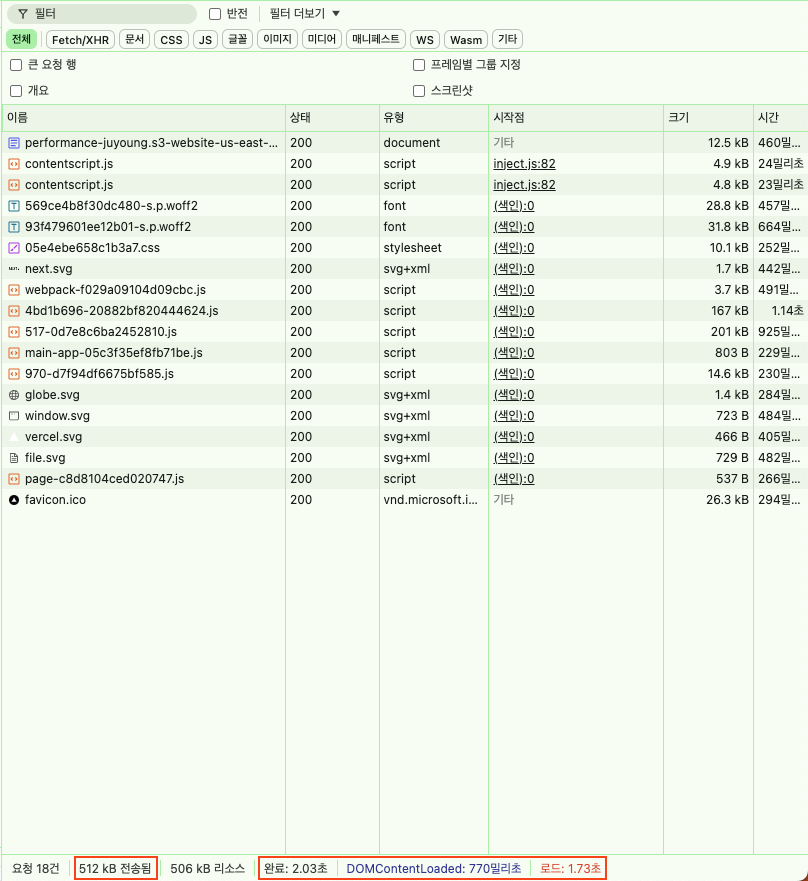 필터 반전 필터 더보기
전체 Fetch/XHR 문서 CSS JS 글꼴 이미지 미디어 매니페스트 WS Wasm 기타
큰 요청 행 프레임별 그룹 지정
개요 스크린샷
이름 상태 유형 시작점 크기 시간
performance-juyoung.s3-website-us-east-... 200 document 기타 12.5 kB 460밀...
contentscript.js 200 script inject.js:82 4.9 kB 24밀리초
contentscript.js 200 script inject.js:82 4.8 kB 23밀리초
569ce4b8f30dc480-s.p.woff2 200 font (색인):0 28.8 kB 457밀...
93f479601ee12b01-s.p.woff2 200 font (색인):0 31.8 kB 664밀...
05e4ebe658c1b3a7.css 200 stylesheet (색인):0 10.1 kB 252밀...
next.svg 200 svg+xml (색인):0 1.7 kB 442밀...
webpack-f029a09104d09cbc.js 200 script (색인):0 3.7 kB 491밀...
4bd1b696-20882bf820444624.js 200 script (색인):0 167 kB 1.14초
517-0d7e8c6ba2452810.js 200 script (색인):0 201 kB 925밀...
main-app-05c3f35ef8fb71be.js 200 script (색인):0 803 B 229밀...
970-d7f94df6675bf585.js 200 script (색인):0 14.6 kB 230밀...
globe.svg 200 svg+xml (색인):0 1.4 kB 284밀...
window.svg 200 svg+xml (색인):0 723 B 484밀...
vercel.svg 200 svg+xml (색인):0 466 B 405밀...
file.svg 200 svg+xml (색인):0 729 B 482밀...
page-c8d8104ced020747.js 200 script (색인):0 537 B 266밀...
favicon.ico 200 vnd.microsoft.i... 기타 26.3 kB 294밀...
요청 18건 512 kB 전송됨 506 kB 리소스 완료: 2.03초 DOMContentLoaded: 770밀리초 로드: 1.73초